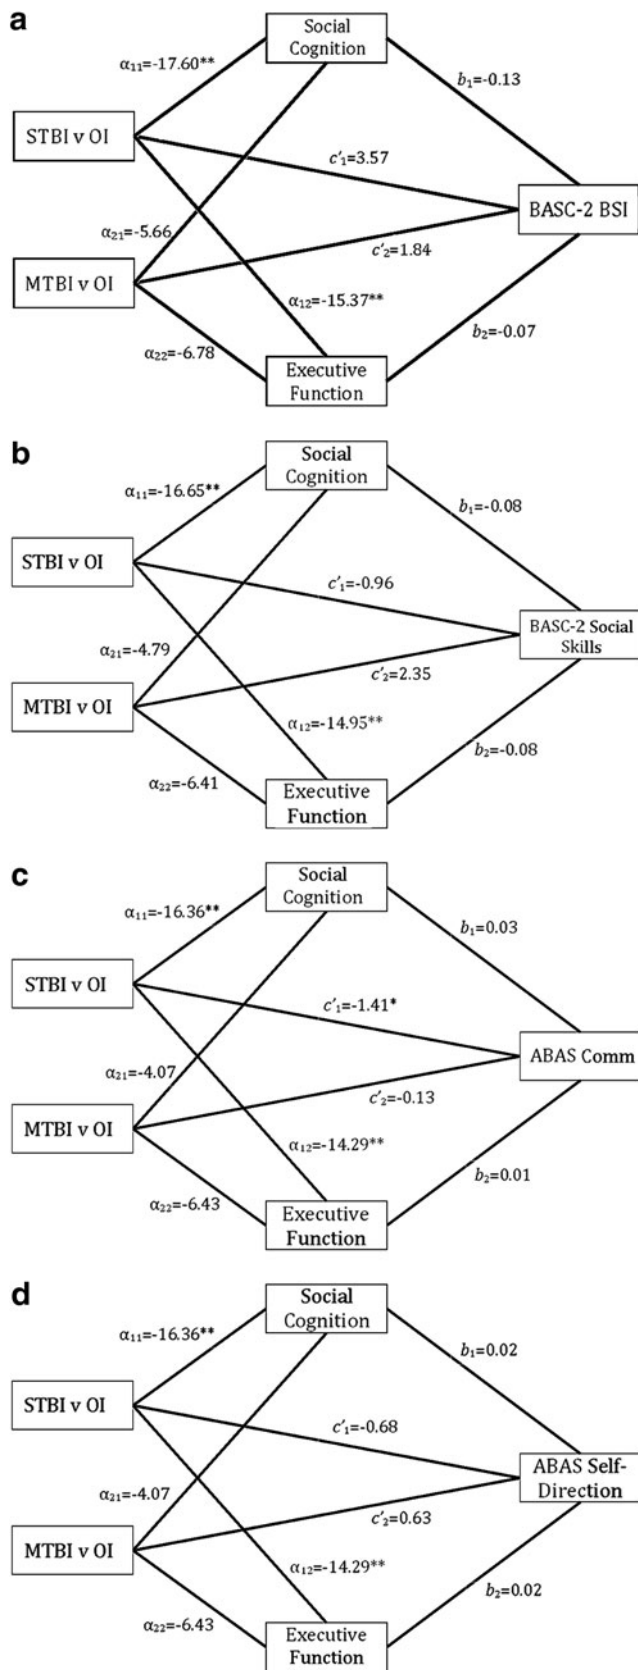 a
Social
Cognition
α₁₁=-17.60**
b₁=-0.13
STBI v OI
c'₁=3.57
BASC-2 BSI
α₂₁=-5.66
c'₂=1.84
MTBI v OI
α₁₂=-15.37**
α₂₂=-6.78
b₂=-0.07
Executive
Function
b
Social
Cognition
α₁₁=-16.65**
b₁=-0.08
STBI v OI
c'₁=-0.96
BASC-2 Social
Skills
α₂₁=-4.79
c'₂=2.35
MTBI v OI
α₁₂=-14.95**
b₂=-0.08
α₂₂=-6.41
Executive
Function
c
Social
Cognition
α₁₁=-16.36**
b₁=0.03
STBI v OI
c'₁=-1.41*
ABAS Comm
α₂₁=-4.07
c'₂=-0.13
MTBI v OI
α₁₂=-14.29**
b₂=0.01
α₂₂=-6.43
Executive
Function
d
Social
Cognition
α₁₁=-16.36**
b₁=0.02
STBI v OI
c'₁=-0.68
ABAS Self-
Direction
α₂₁=-4.07
c'₂=0.63
MTBI v OI
α₁₂=-14.29**
b₂=0.02
α₂₂=-6.43
Executive
Function